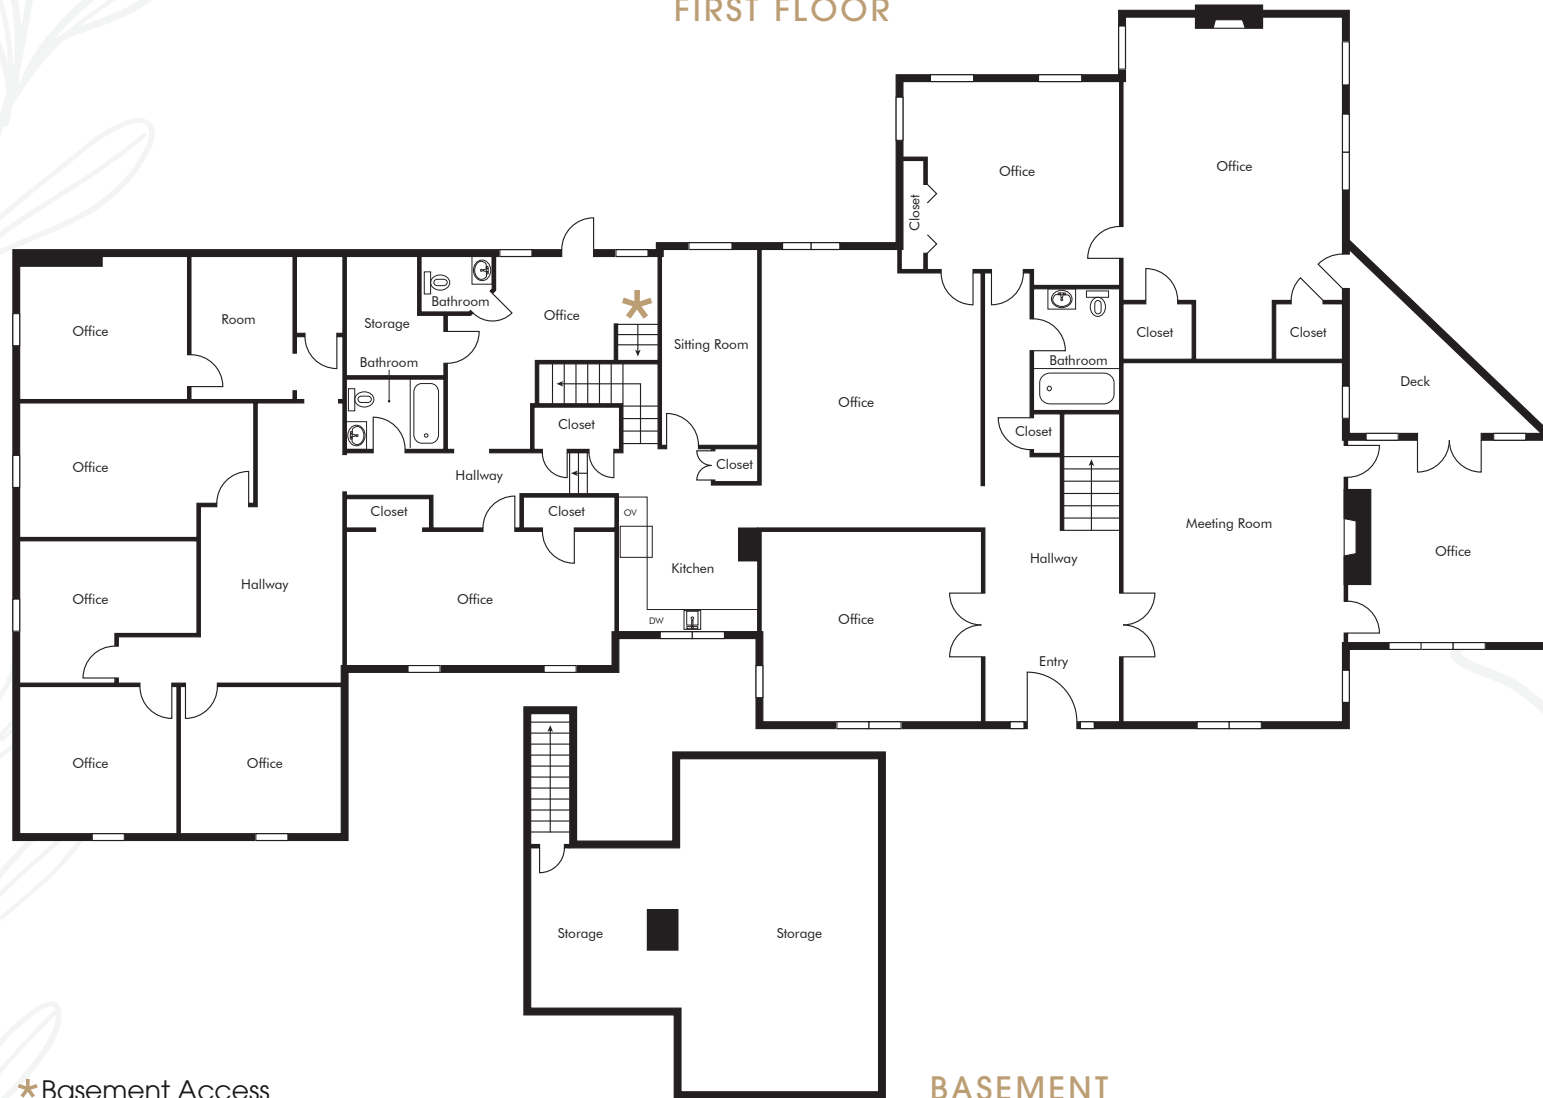 FIRST FLOOR
Office
Office
Closet
Bathroom
Office
Room
Storage
Office
Sitting Room
Bathroom
Closet
Closet
Bathroom
Deck
Office
Closet
Closet
Office
Hallway
Closet
Closet
Closet
OV
Meeting Room
Office
Hallway
Kitchen
Hallway
Office
Office
DW
Office
Entry
Office
Office
Storage
Storage
*Basement Access
BASEMENT